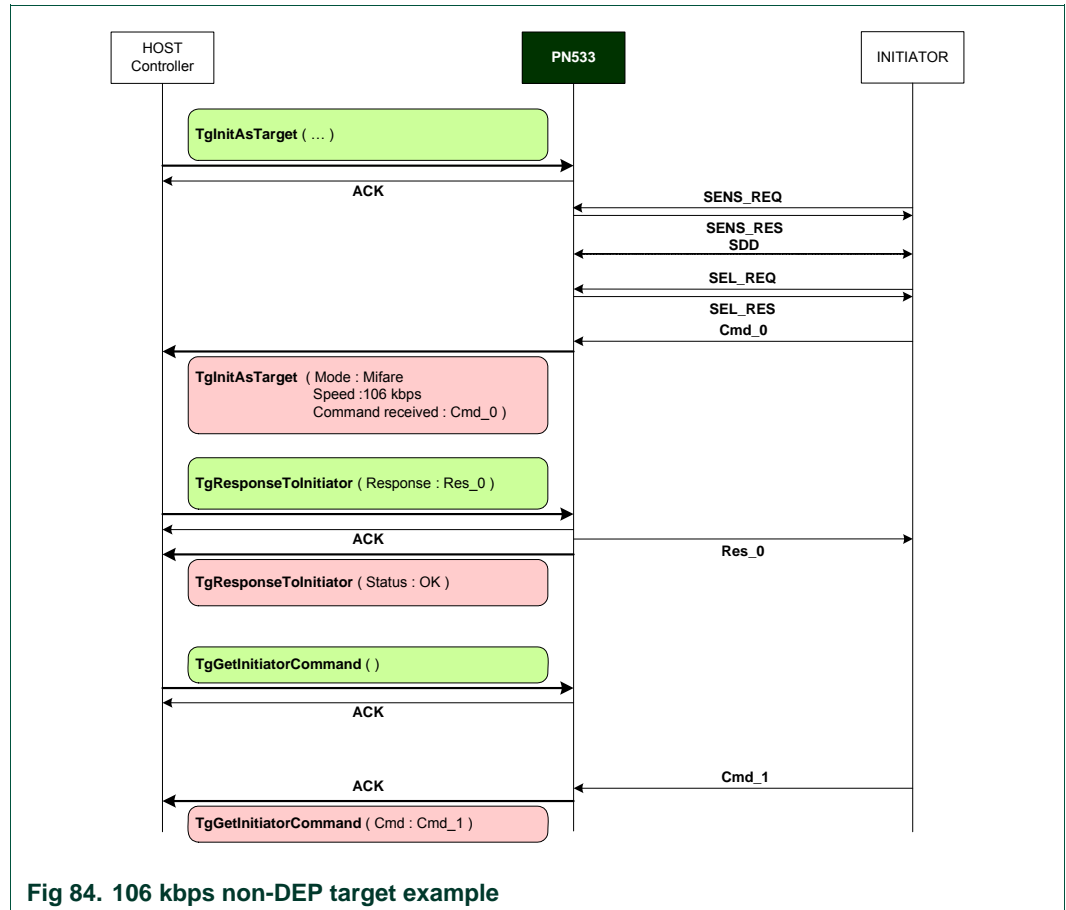 HOST
Controller
PN533
INITIATOR
TgInitAsTarget ( … )
ACK
SENS_REQ
SENS_RES
SDD
SEL_REQ
SEL_RES
Cmd_0
TgInitAsTarget ( Mode : Mifare
Speed :106 kbps
Command received : Cmd_0 )
TgResponseToInitiator ( Response : Res_0 )
ACK
Res_0
TgResponseToInitiator ( Status : OK )
TgGetInitiatorCommand ( )
ACK
Cmd_1
ACK
TgGetInitiatorCommand ( Cmd : Cmd_1 )
Fig 84. 106 kbps non-DEP target example